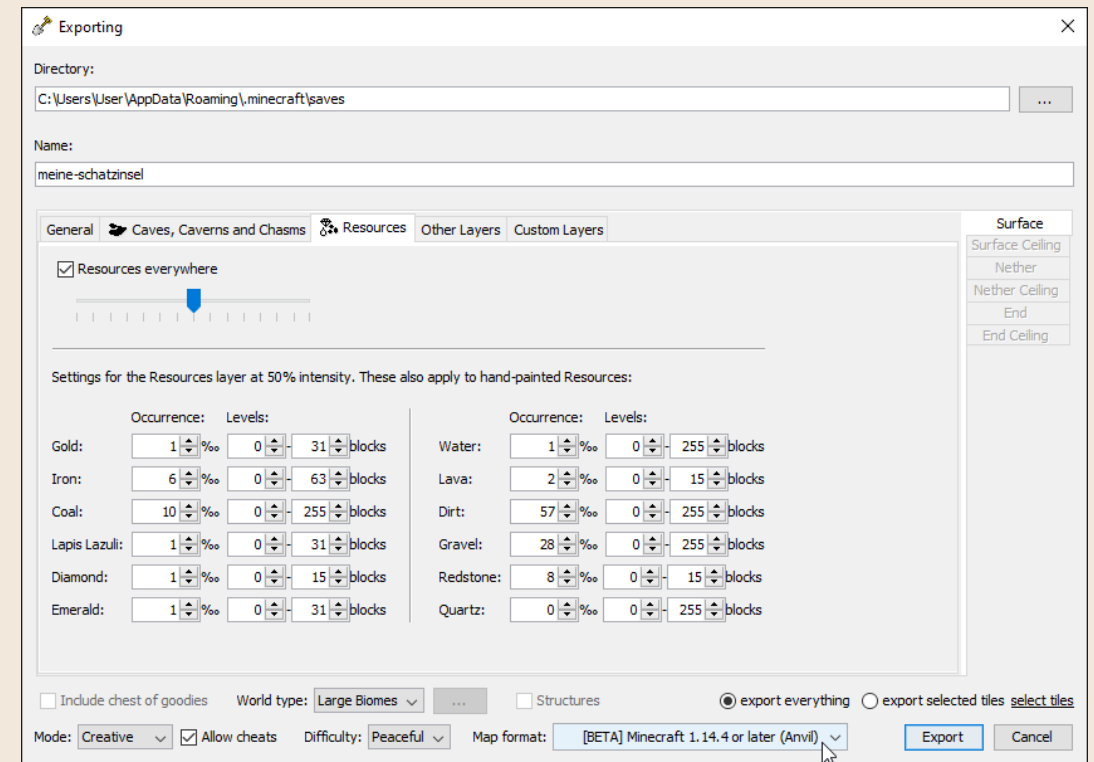 Exporting
Directory:
C:\Users\User\AppData\Roaming\.minecraft\saves
...
Name:
meine-schatzinsel
General Caves, Caverns and Chasms Resources Other Layers Custom Layers
Surface
Surface Ceiling
Nether
Nether Ceiling
End
End Ceiling
Resources everywhere
Settings for the Resources layer at 50% intensity. These also apply to hand-painted Resources:
Occurrence: Levels: Occurrence: Levels:
Gold: 1 ‰ 0 - 31 blocks Water: 1 ‰ 0 - 255 blocks
Iron: 6 ‰ 0 - 63 blocks Lava: 2 ‰ 0 - 15 blocks
Coal: 10 ‰ 0 - 255 blocks Dirt: 57 ‰ 0 - 255 blocks
Lapis Lazuli: 1 ‰ 0 - 31 blocks Gravel: 28 ‰ 0 - 255 blocks
Diamond: 1 ‰ 0 - 15 blocks Redstone: 8 ‰ 0 - 15 blocks
Emerald: 1 ‰ 0 - 31 blocks Quartz: 0 ‰ 0 - 255 blocks
Include chest of goodies World type: Large Biomes ... Structures export everything export selected tiles select tiles
Mode: Creative Allow cheats Difficulty: Peaceful Map format: [BETA] Minecraft 1.14.4 or later (Anvil) Export Cancel